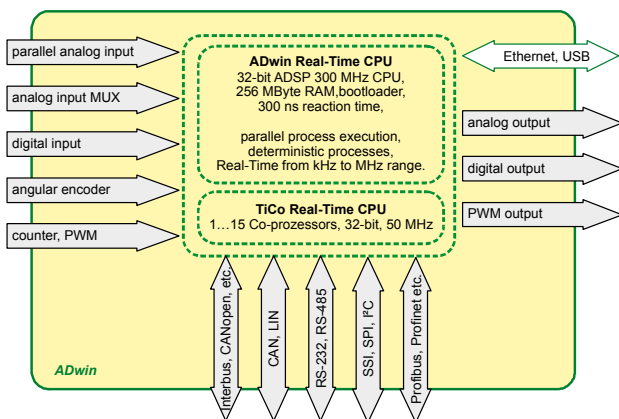 parallel analog input
analog input MUX
digital input
angular encoder
counter, PWM
ADwin Real-Time CPU
32-bit ADSP 300 MHz CPU,
256 MByte RAM,bootloader,
300 ns reaction time,
parallel process execution,
deterministic processes,
Real-Time from kHz to MHz range.
TiCo Real-Time CPU
1…15 Co-prozessors, 32-bit, 50 MHz
Ethernet, USB
analog output
digital output
PWM output
Interbus, CANopen, etc.
CAN, LIN
RS-232, RS-485
SSI, SPI, I²C
Profibus, Profinet etc.
ADwin